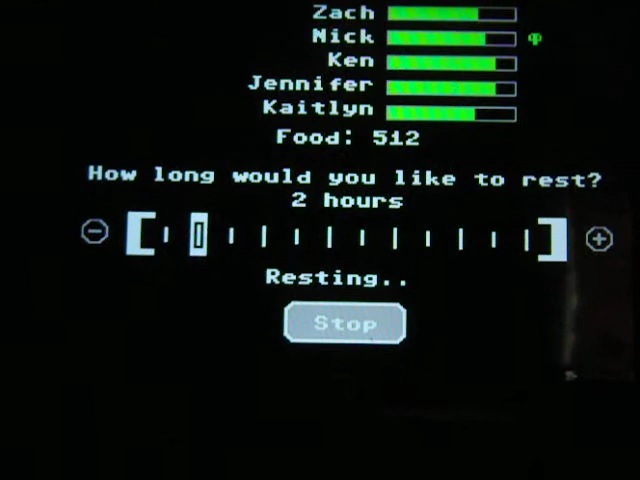 Zach
Nick
Ken
Jennifer
Kaitlyn
Food: 512
How long would you like to rest?
2 hours
Resting..
Stop